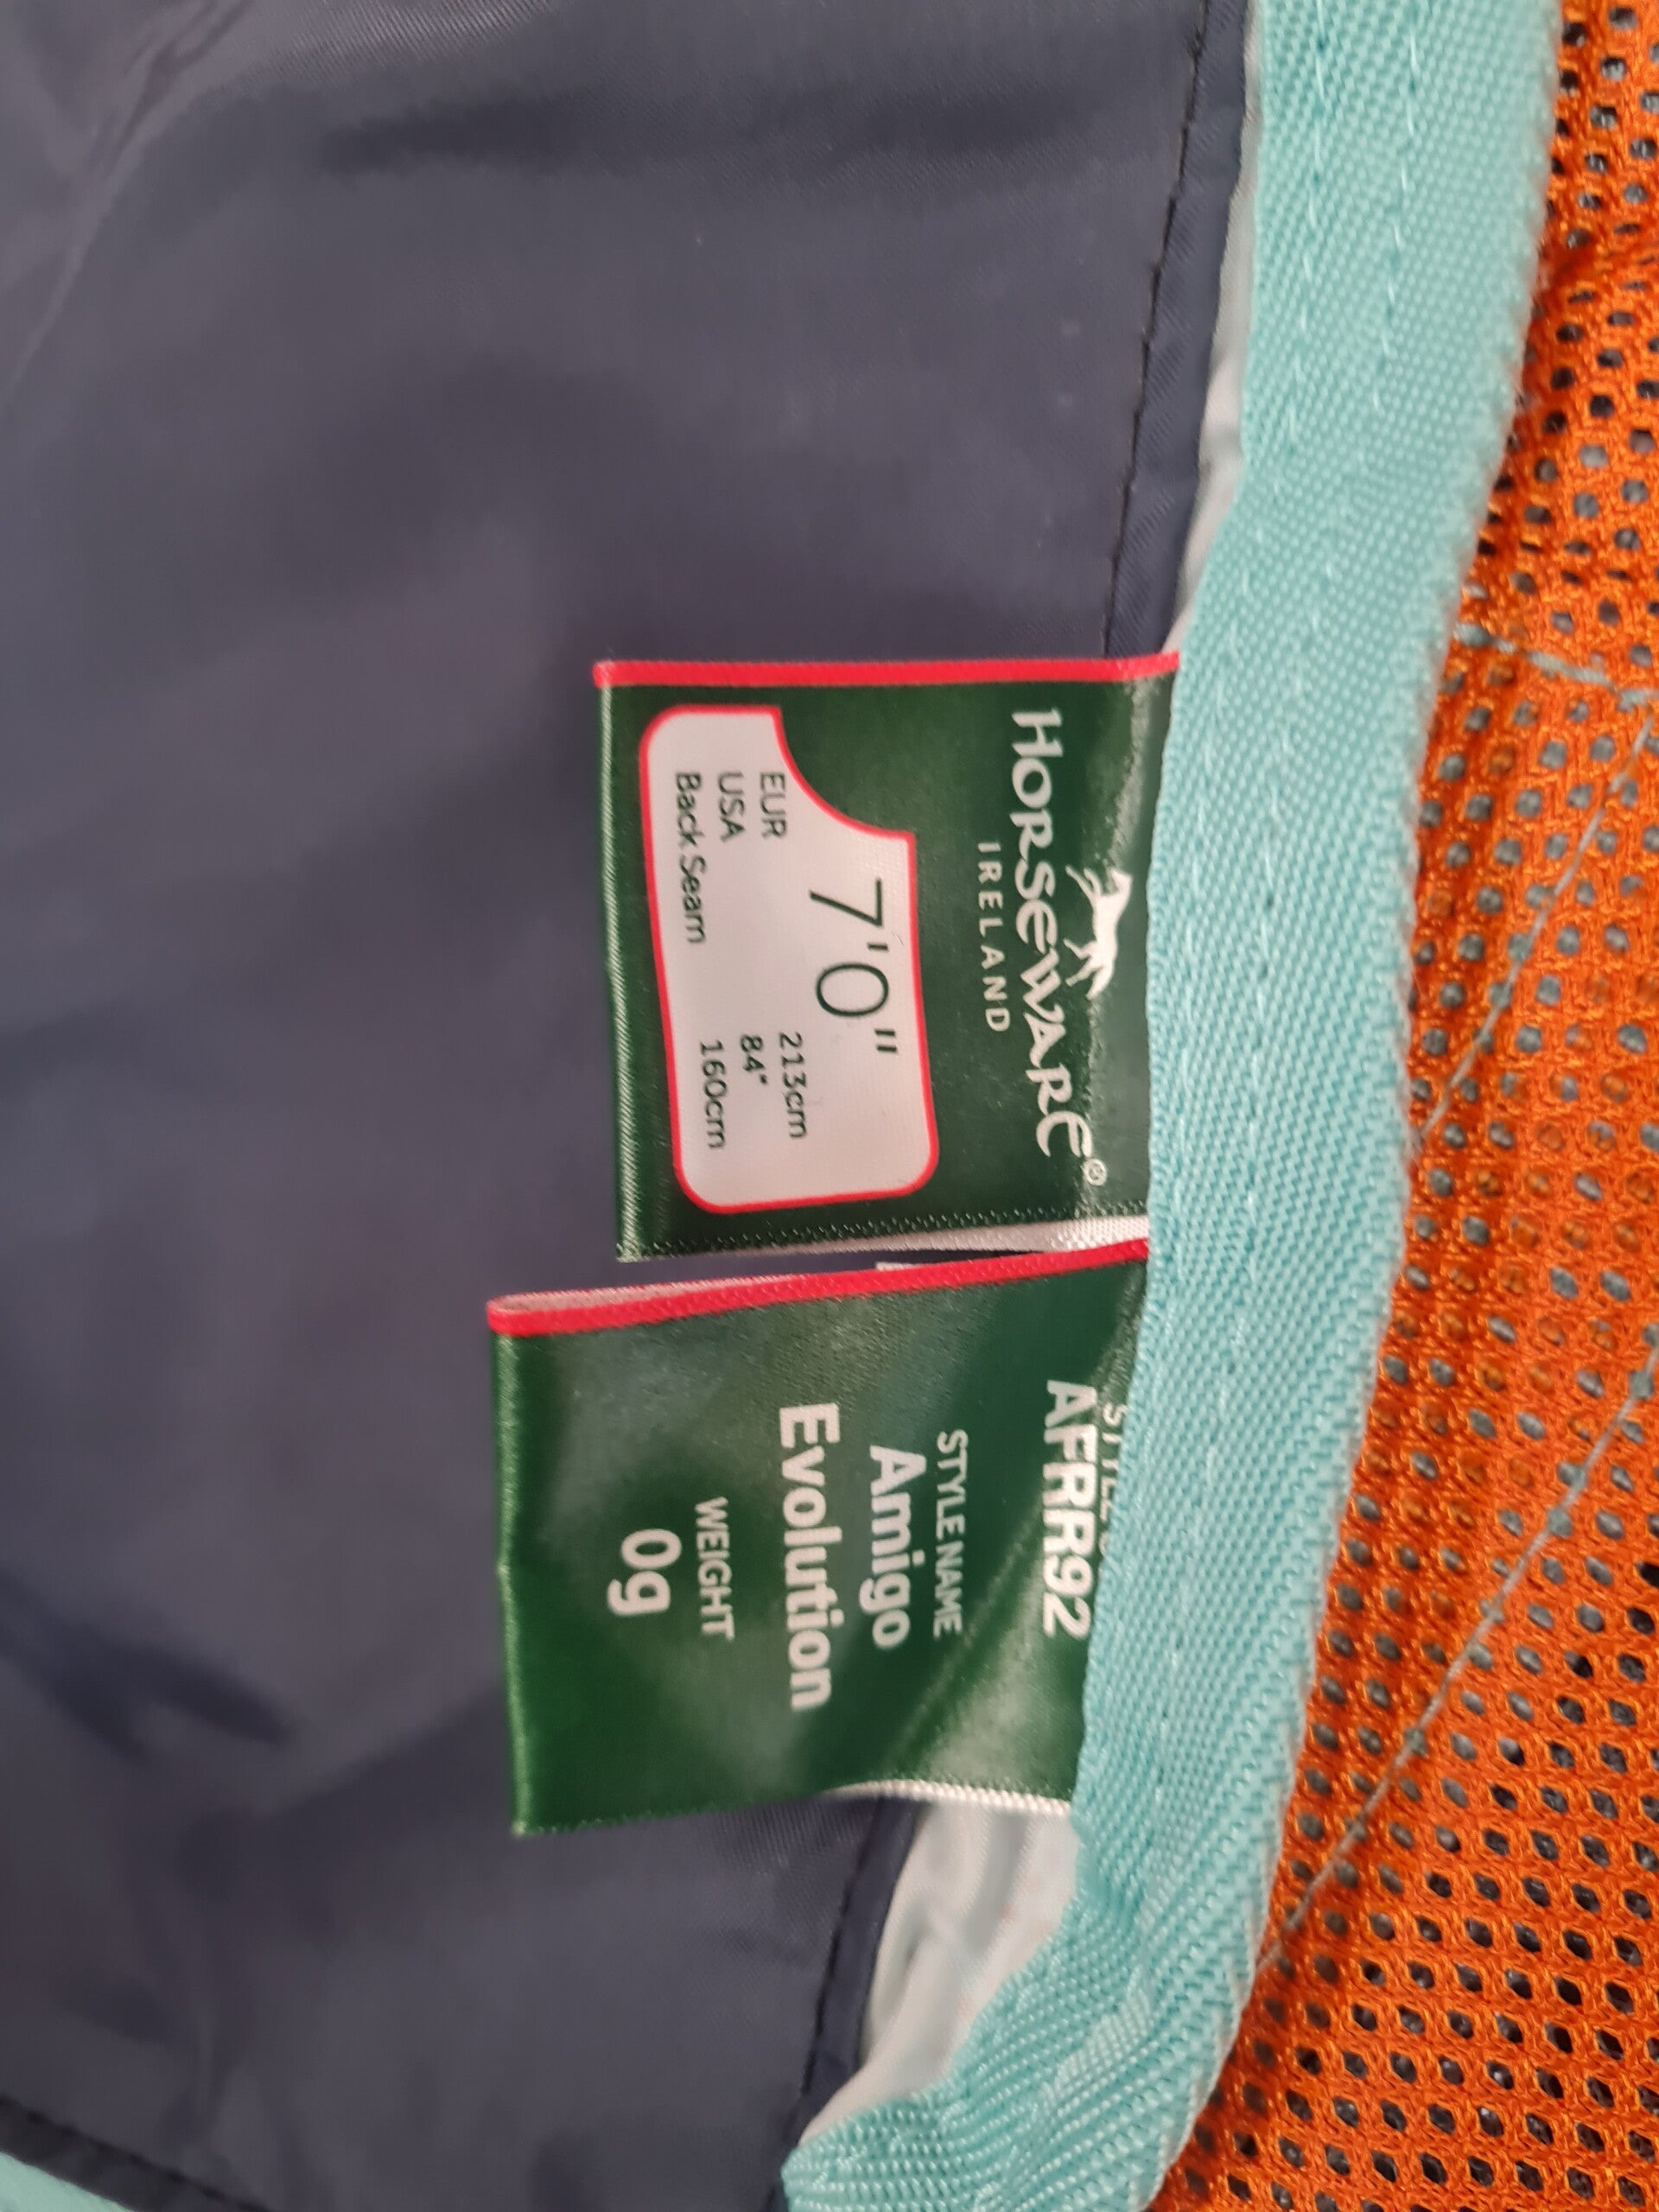 HORSEWARE®
IRELAND
7'0"
EUR 213cm
USA 84"
Back Seam 160cm
AFRR92
STYLE NAME
Amigo
Evolution
WEIGHT
0g